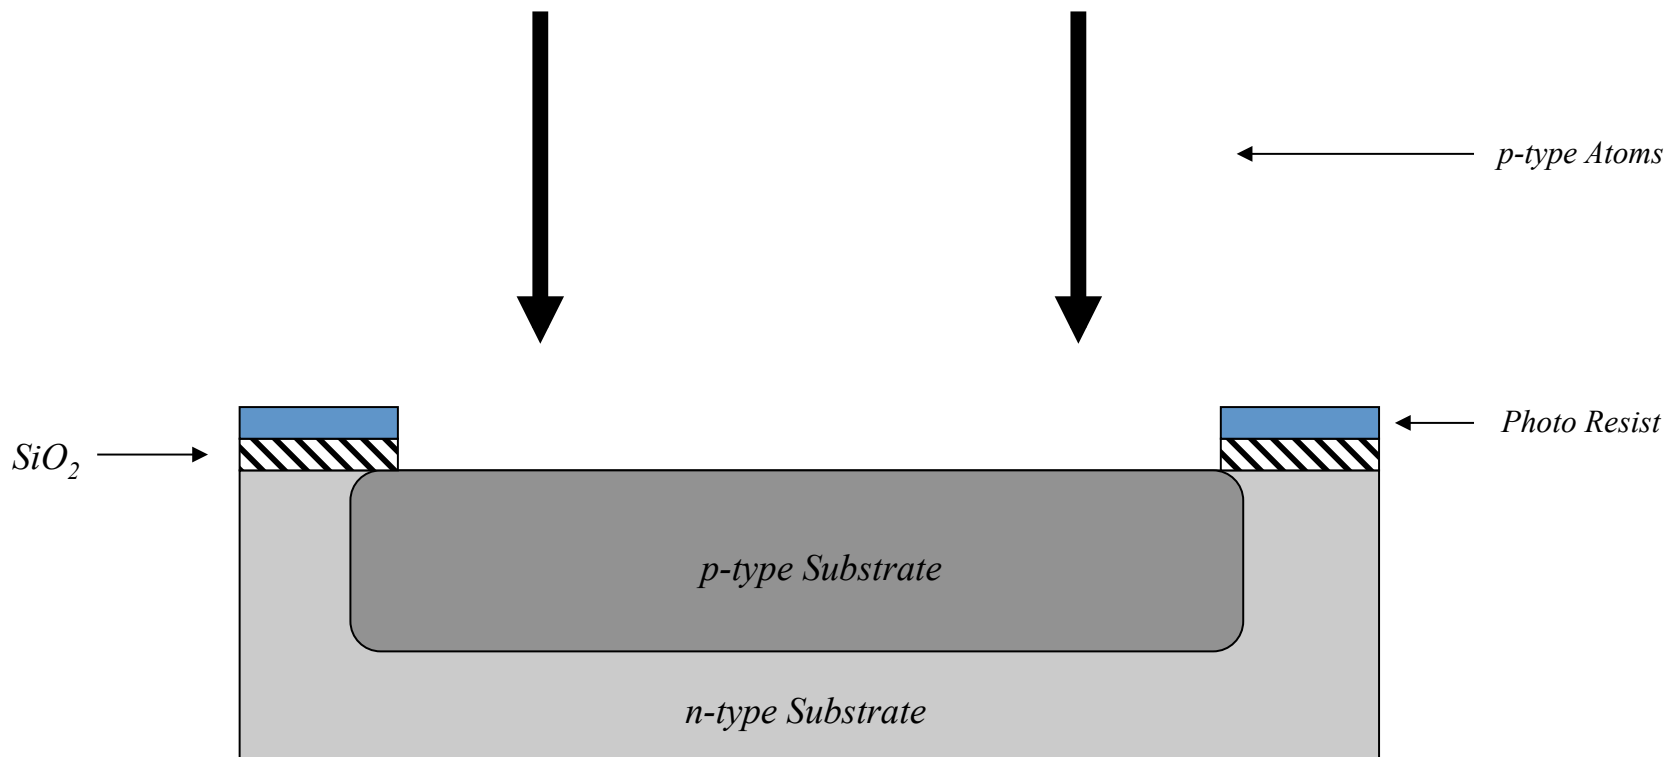 p-type Atoms
Photo Resist
SiO₂
p-type Substrate
n-type Substrate